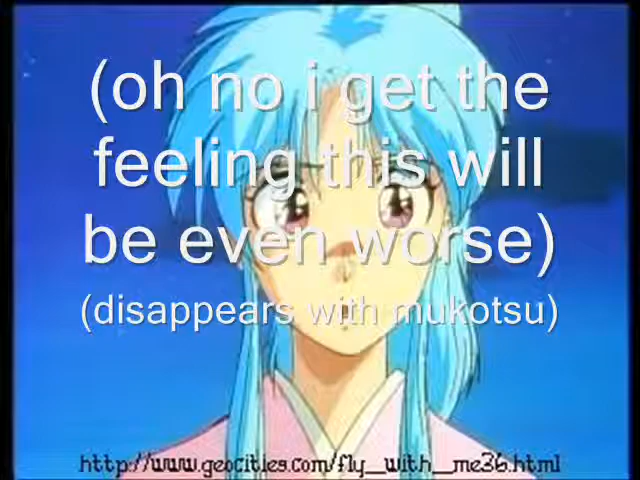 (oh no i get the
feeling this will
be even worse)
(disappears with mukotsu)
http://www.geocities.com/fly_with_me36.html